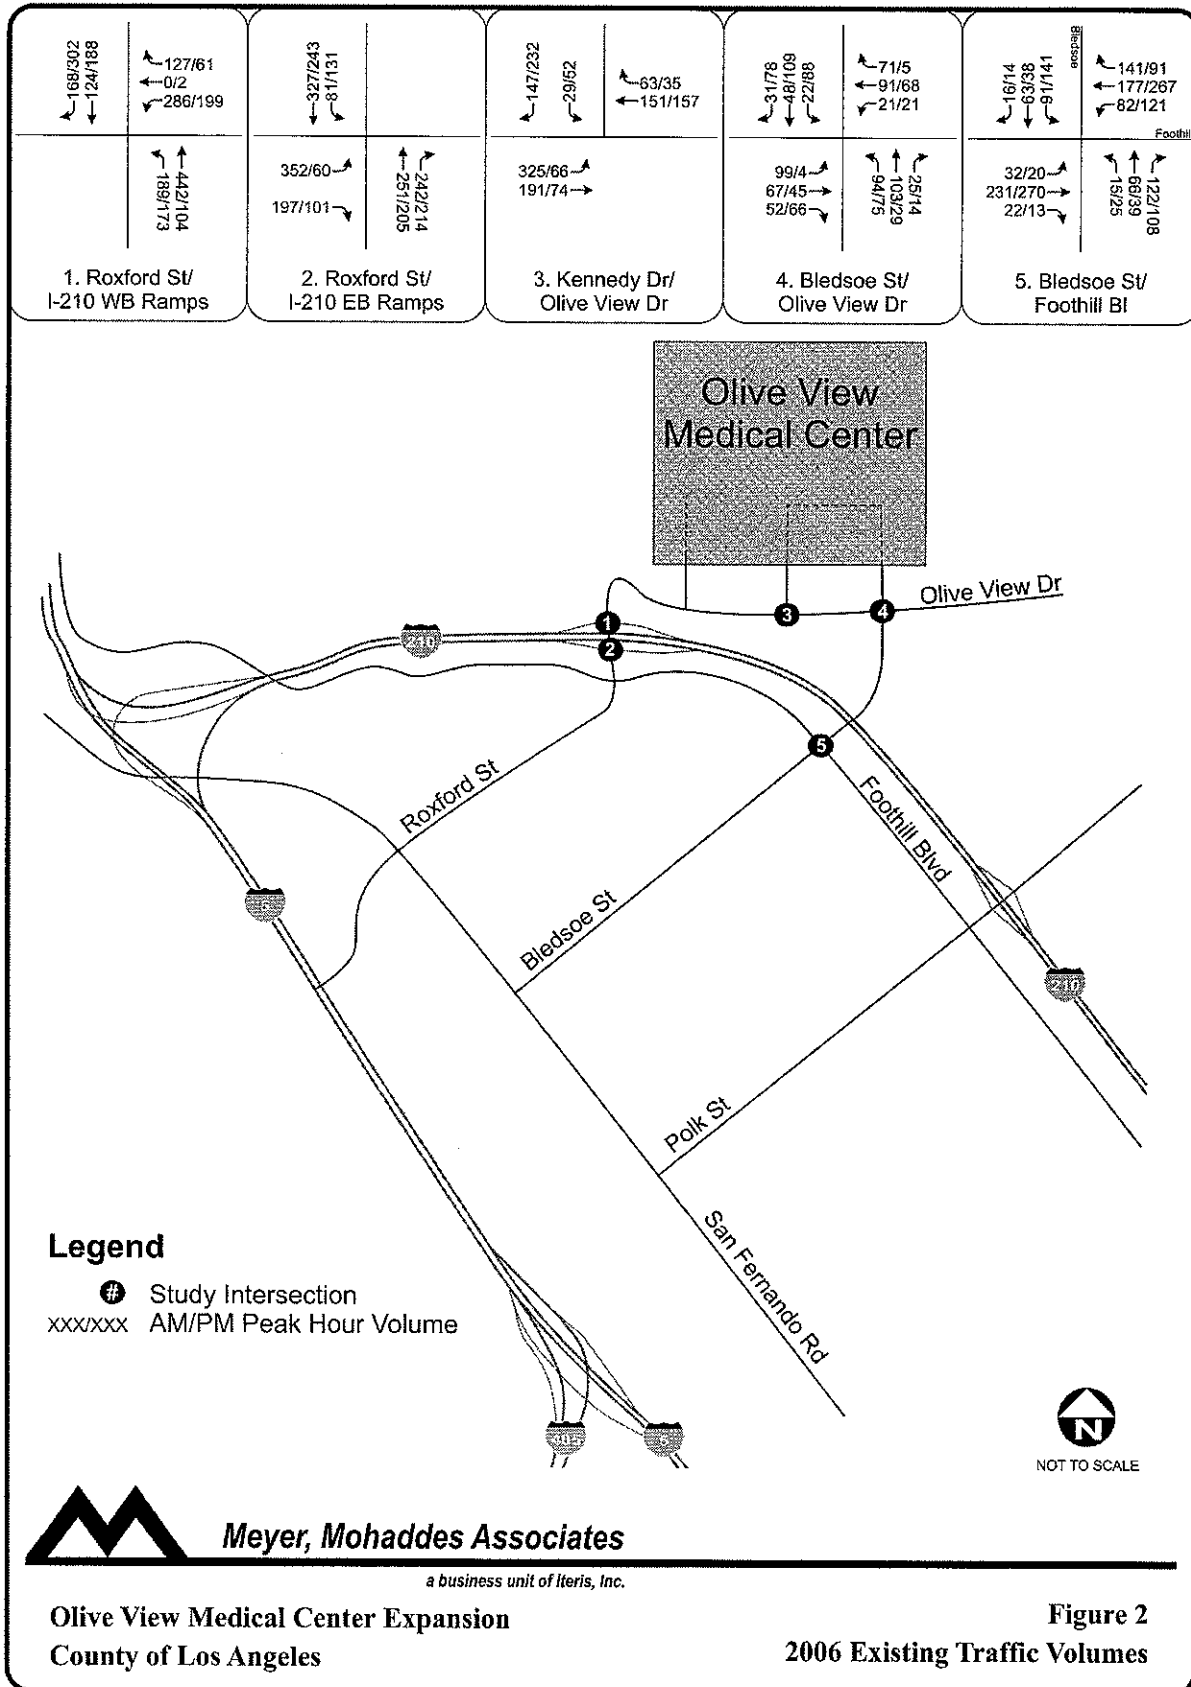 168/302
124/188
127/61
0/2
286/199
189/173
442/104
1. Roxford St/
I-210 WB Ramps
327/243
81/131
352/60
197/101
251/205
242/214
2. Roxford St/
I-210 EB Ramps
147/232
29/52
63/35
151/157
325/66
191/74
3. Kennedy Dr/
Olive View Dr
31/78
48/109
22/88
71/5
91/68
21/21
99/4
67/45
52/66
94/75
103/29
25/14
4. Bledsoe St/
Olive View Dr
16/14
63/38
91/141
Bledsoe
141/91
177/267
82/121
Foothill
32/20
231/270
22/13
15/25
66/39
122/108
5. Bledsoe St/
Foothill Bl
Olive View
Medical Center
Olive View Dr
1
2
3
4
5
210
Roxford St
Foothill Blvd
5
Bledsoe St
210
Polk St
San Fernando Rd
Legend
# Study Intersection
XXX/XXX AM/PM Peak Hour Volume
405
5
N
NOT TO SCALE
Meyer, Mohaddes Associates
a business unit of Iteris, Inc.
Olive View Medical Center Expansion
County of Los Angeles
Figure 2
2006 Existing Traffic Volumes